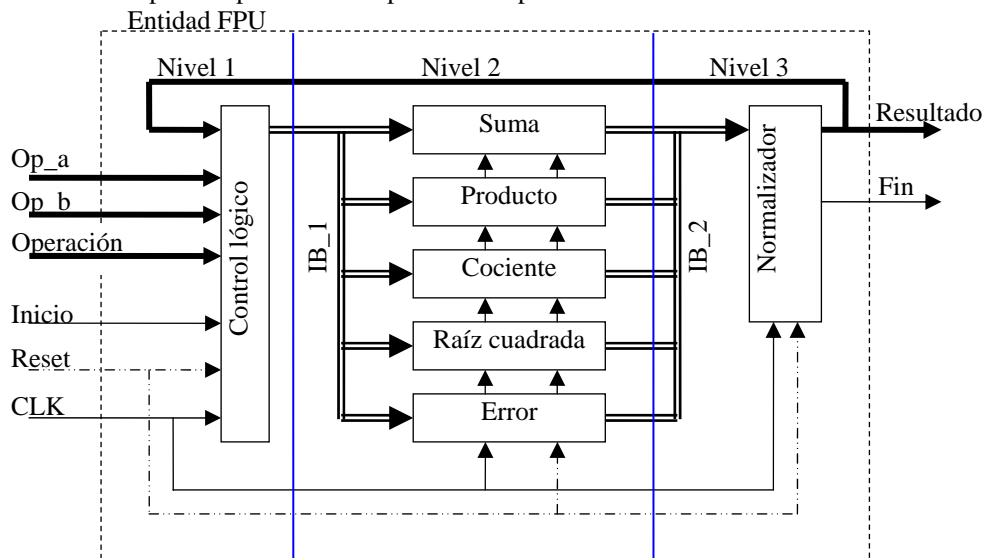 Entidad FPU
Nivel 1
Nivel 2
Nivel 3
Suma
Resultado
Op_a
Producto
Fin
Op_b
Operación
Control lógico
IB_1
Cociente
IB_2
Normalizador
Inicio
Raíz cuadrada
Reset
CLK
Error